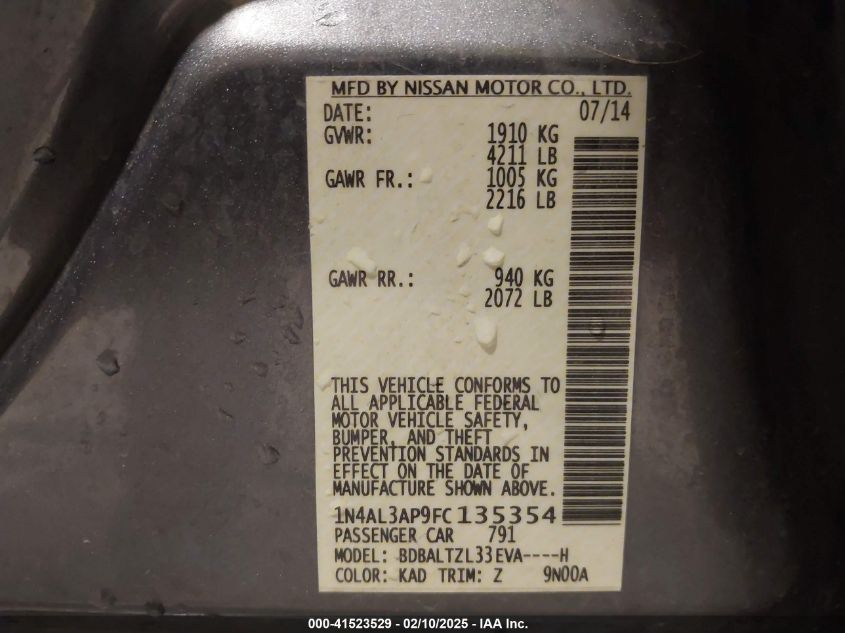 MFD BY NISSAN MOTOR CO., LTD.
DATE: 07/14
GVWR: 1910 KG
4211 LB
GAWR FR.: 1005 KG
2216 LB
GAWR RR.: 940 KG
2072 LB
THIS VEHICLE CONFORMS TO
ALL APPLICABLE FEDERAL
MOTOR VEHICLE SAFETY,
BUMPER, AND THEFT
PREVENTION STANDARDS IN
EFFECT ON THE DATE OF
MANUFACTURE SHOWN ABOVE.
1N4AL3AP9FC135354
PASSENGER CAR 791
MODEL: BDBALTZL33EVA----H
COLOR: KAD TRIM: Z 9N00A
000-41523529 - 02/10/2025 - IAA Inc.